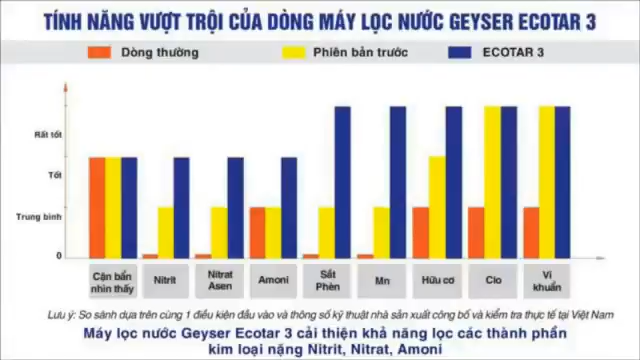 TÍNH NĂNG VƯỢT TRỘI CỦA DÒNG MÁY LỌC NƯỚC GEYSER ECOTAR 3
Dòng thường Phiên bản trước ECOTAR 3
Rất tốt
Tốt
Trung bình
0
Cặn bẩn nhìn thấy Nitrit Nitrat Asen Amoni Sắt Phèn Mn Hữu cơ Clo Vi khuẩn
Lưu ý: So sánh dựa trên cùng 1 điều kiện đầu vào và thông số kỹ thuật nhà sản xuất công bố và kiểm tra thực tế tại Việt Nam
Máy lọc nước Geyser Ecotar 3 cải thiện khả năng lọc các thành phần
kim loại nặng Nitrit, Nitrat, Amoni